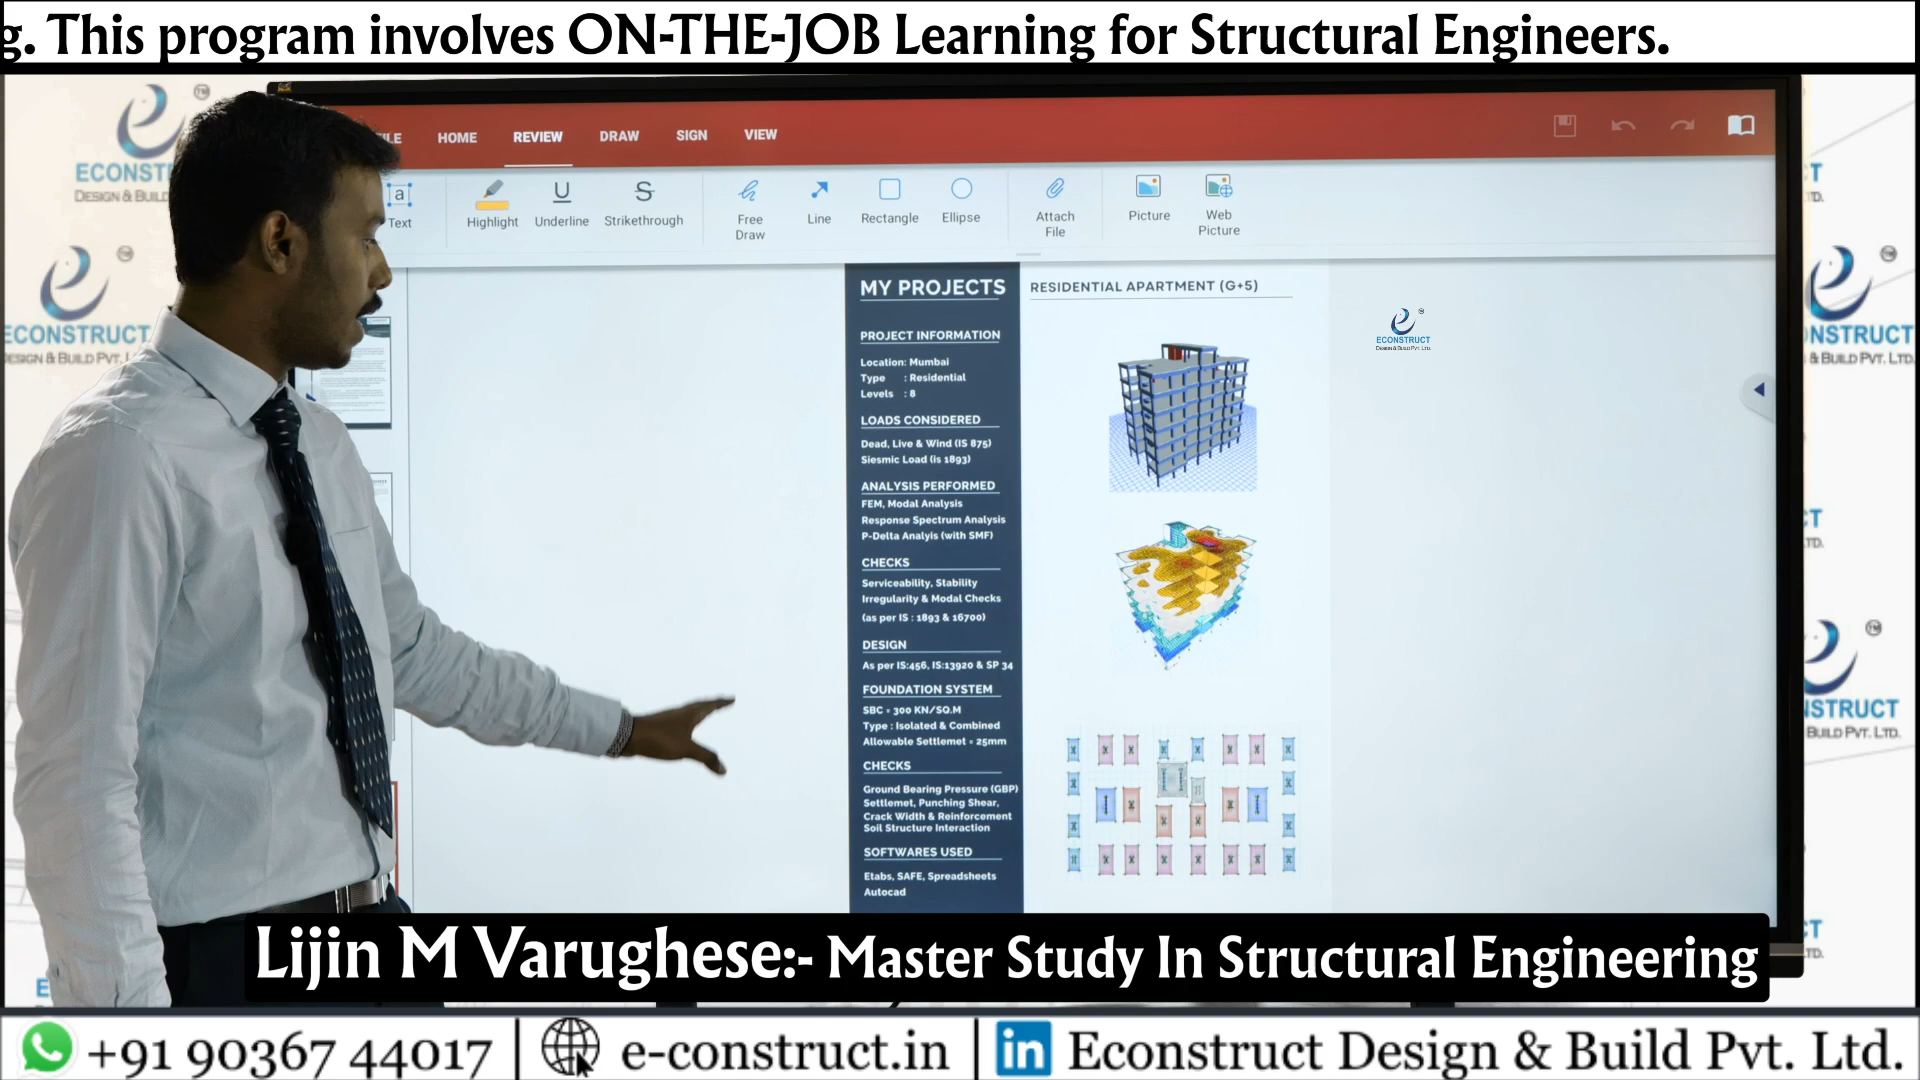 g. This program involves ON-THE-JOB Learning for Structural Engineers.
HOME REVIEW DRAW SIGN VIEW
Text
Highlight
Underline
Strikethrough
Free
Draw
Line
Rectangle
Ellipse
Attach
File
Picture
Web
Picture
MY PROJECTS
PROJECT INFORMATION
Location: Mumbai
Type : Residential
Levels : 8
LOADS CONSIDERED
Dead, Live & Wind (IS 875)
Siesmic Load (is 1893)
ANALYSIS PERFORMED
FEM, Modal Analysis
Response Spectrum Analysis
P-Delta Analyis (with SMF)
CHECKS
Serviceability, Stability
Irregularity & Modal Checks
(as per IS : 1893 & 16700)
DESIGN
As per IS:456, IS:13920 & SP 34
FOUNDATION SYSTEM
SBC = 300 KN/SQ.M
Type : Isolated & Combined
Allowable Settlemet = 25mm
CHECKS
Ground Bearing Pressure (GBP)
Settlemet, Punching Shear,
Crack Width & Reinforcement
Soil Structure Interaction
SOFTWARES USED
Etabs, SAFE, Spreadsheets
Autocad
RESIDENTIAL APARTMENT (G+5)
ECONSTRUCT
DESIGN & BUILD PVT. LTD.
Lijin M Varughese:- Master Study In Structural Engineering
+91 90367 44017 | e-construct.in | in Econstruct Design & Build Pvt. Ltd.